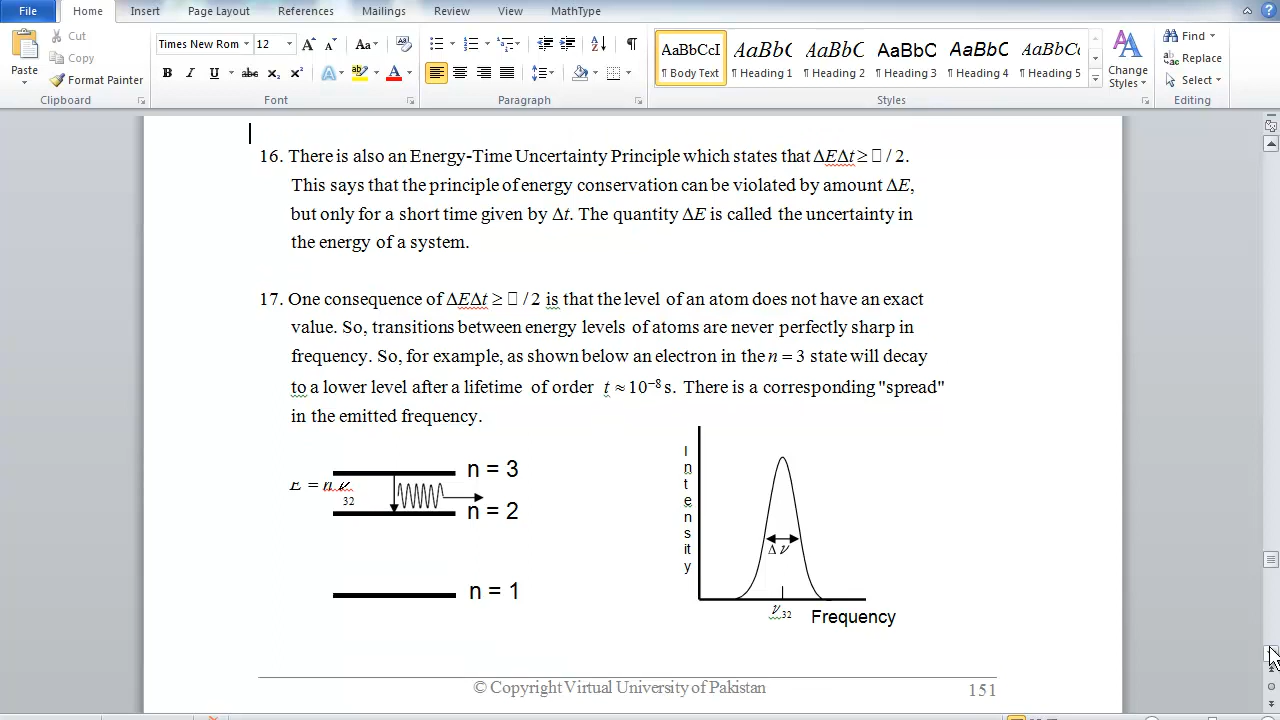 File Home Insert Page Layout References Mailings Review View MathType
Cut
Copy
Format Painter
Paste
Clipboard
Times New Rom 12
Font
Paragraph
AaBbCcI AaBb( AaBbC AaBbC AaBbC AaBbC
¶ Body Text ¶ Heading 1 ¶ Heading 2 ¶ Heading 3 ¶ Heading 4 ¶ Heading 5
Styles
Change Styles
Find
Replace
Select
Editing
16. There is also an Energy-Time Uncertainty Principle which states that ΔEΔt ≥ □ / 2.
This says that the principle of energy conservation can be violated by amount ΔE,
but only for a short time given by Δt. The quantity ΔE is called the uncertainty in
the energy of a system.
17. One consequence of ΔEΔt ≥ □ / 2 is that the level of an atom does not have an exact
value. So, transitions between energy levels of atoms are never perfectly sharp in
frequency. So, for example, as shown below an electron in the n = 3 state will decay
to a lower level after a lifetime of order t ≈ 10⁻⁸ s. There is a corresponding "spread"
in the emitted frequency.
n = 3
32
n = 2
n = 1
Intensity
Δν
ν32
Frequency
© Copyright Virtual University of Pakistan
151